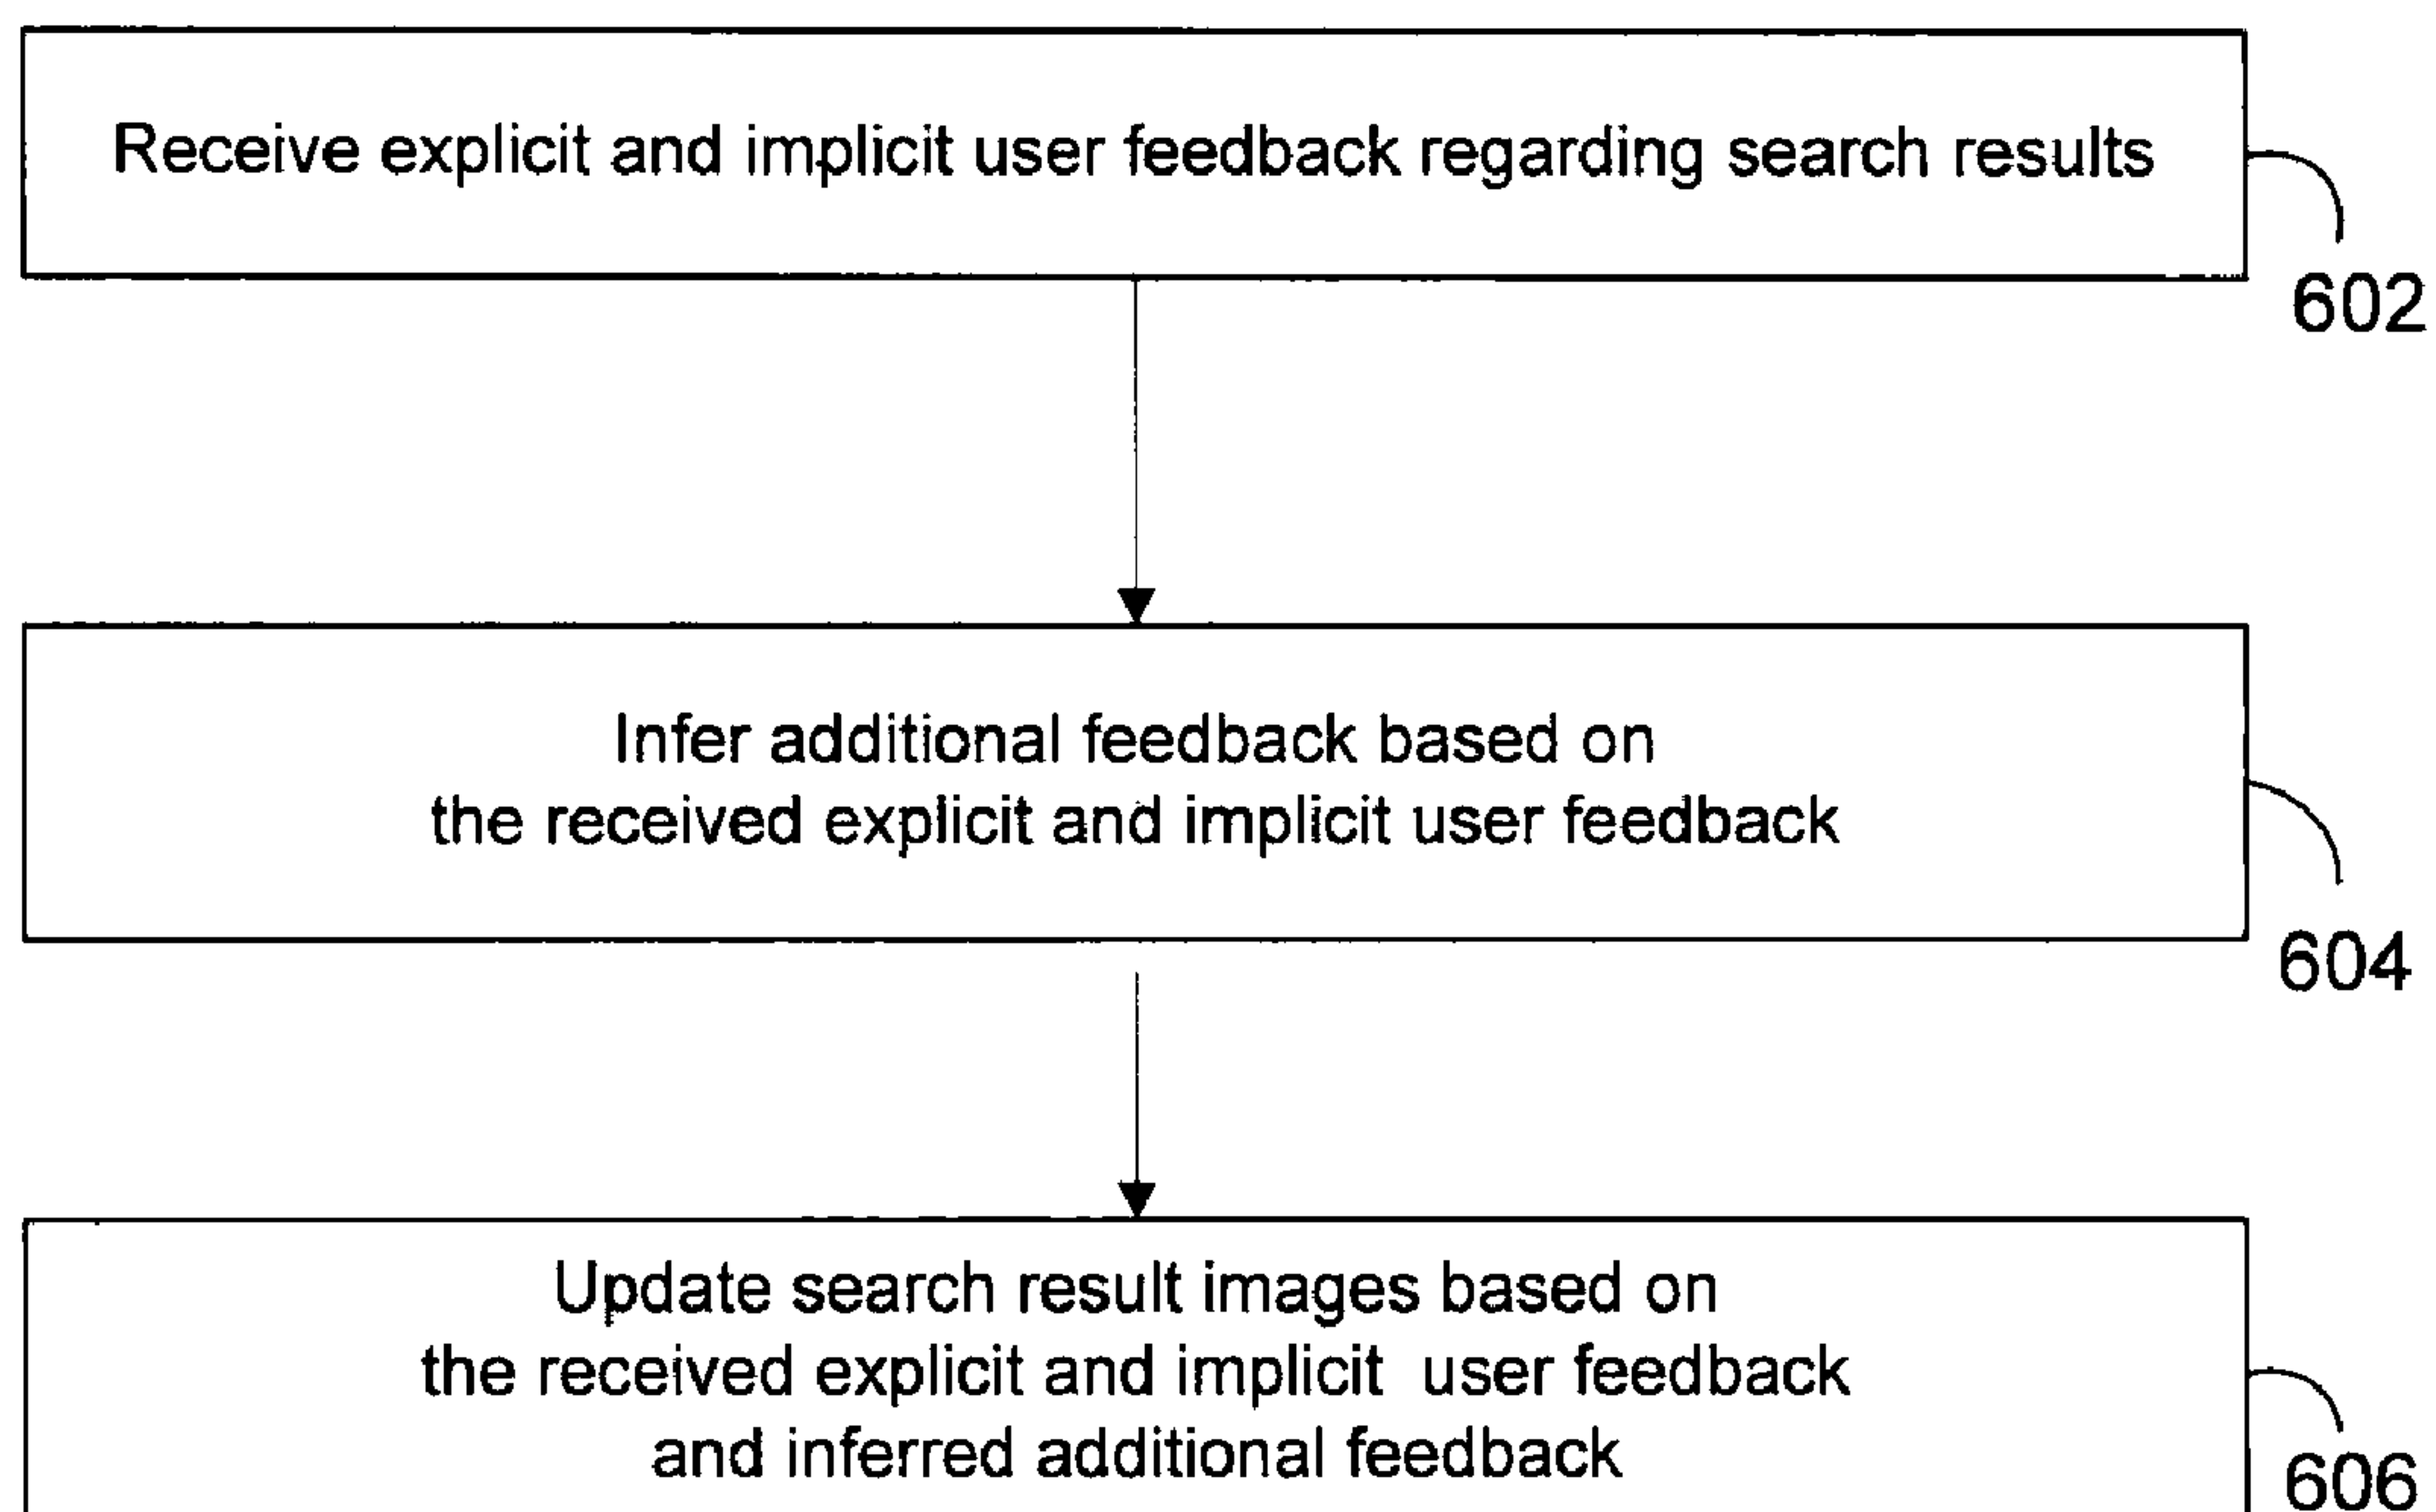 Receive explicit and implicit user feedback regarding search results
602
Infer additional feedback based on
the received explicit and implicit user feedback
604
Update search result images based on
the received explicit and implicit user feedback
and inferred additional feedback
606